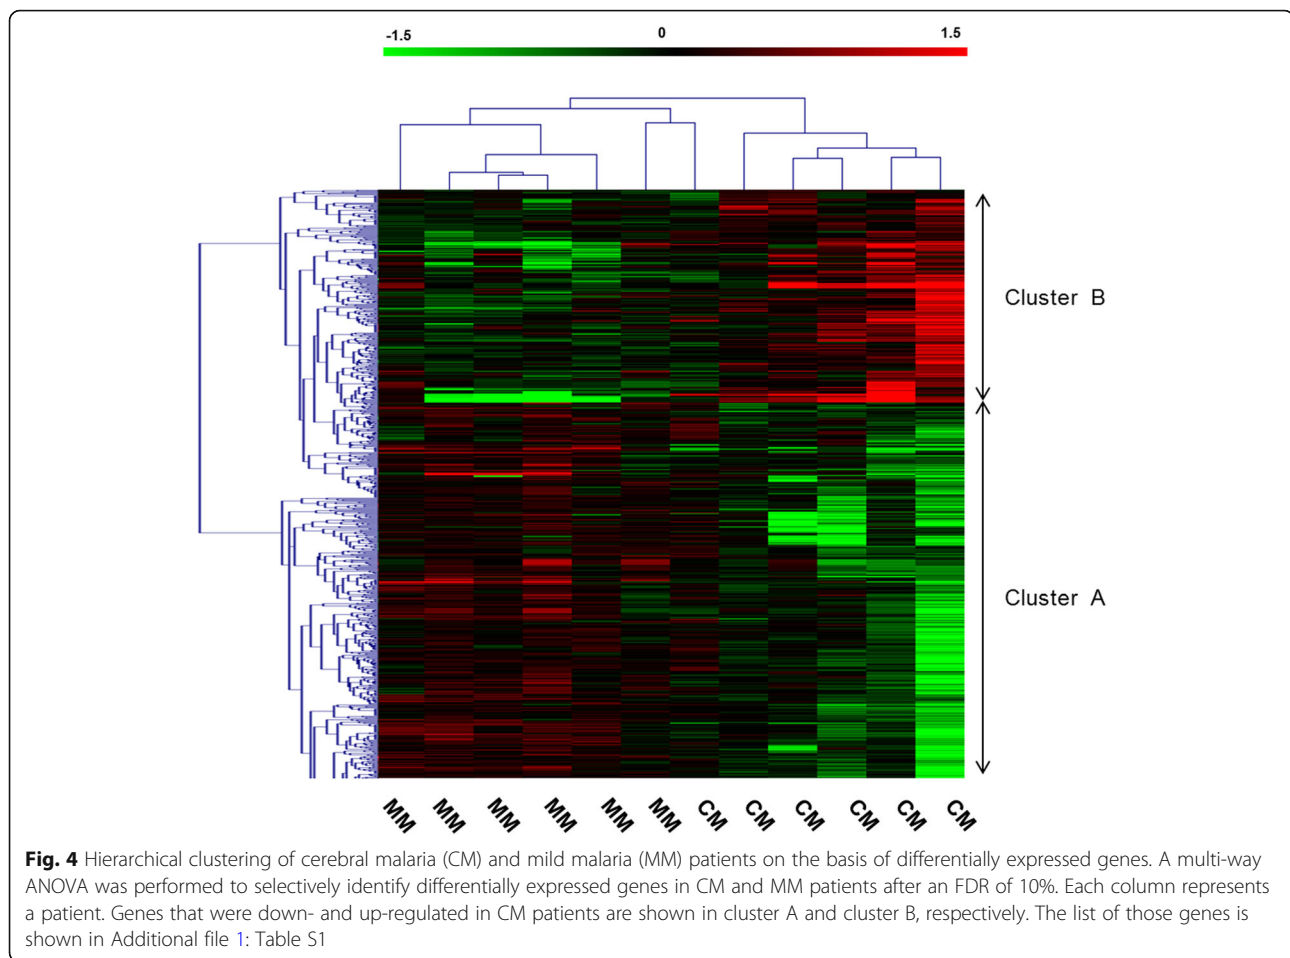 -1.5 0 1.5
Cluster B
Cluster A
MM MM MM MM MM MM CM CM CM CM CM CM
Fig. 4 Hierarchical clustering of cerebral malaria (CM) and mild malaria (MM) patients on the basis of differentially expressed genes. A multi-way
ANOVA was performed to selectively identify differentially expressed genes in CM and MM patients after an FDR of 10%. Each column represents
a patient. Genes that were down- and up-regulated in CM patients are shown in cluster A and cluster B, respectively. The list of those genes is
shown in Additional file 1: Table S1